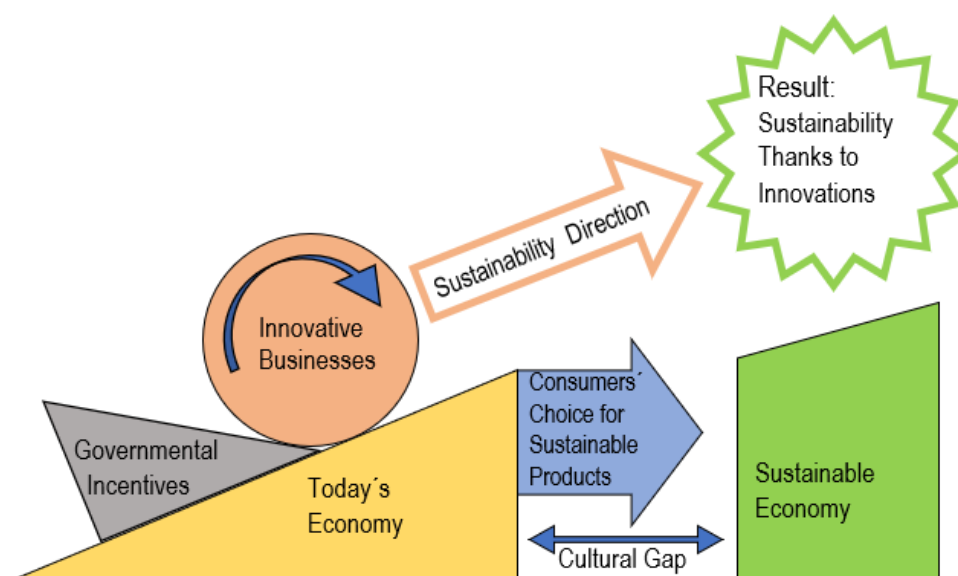 Result:
Sustainability
Thanks to
Innovations
Sustainability Direction
Innovative
Businesses
Consumers´
Choice for
Sustainable
Products
Governmental
Incentives
Today´s
Economy
Sustainable
Economy
Cultural Gap